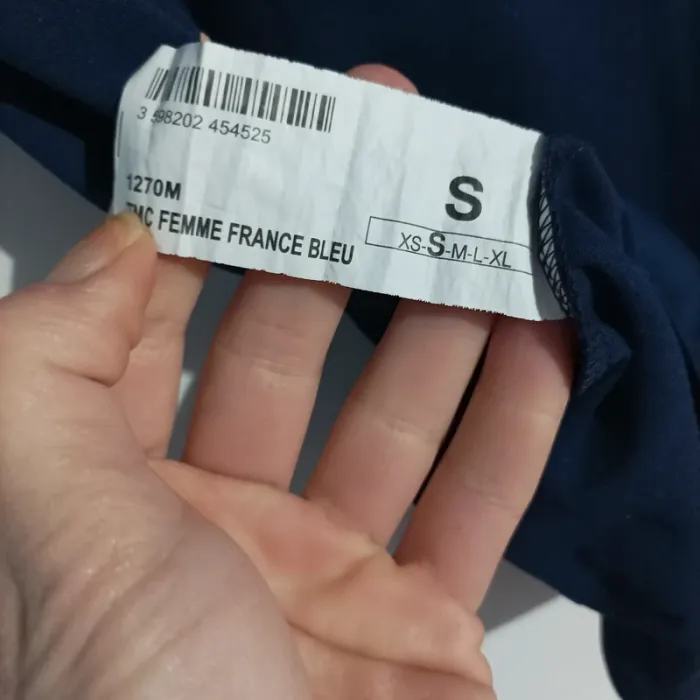 3 598202 454525
1270M
TMC FEMME FRANCE BLEU
S
XS-S-M-L-XL